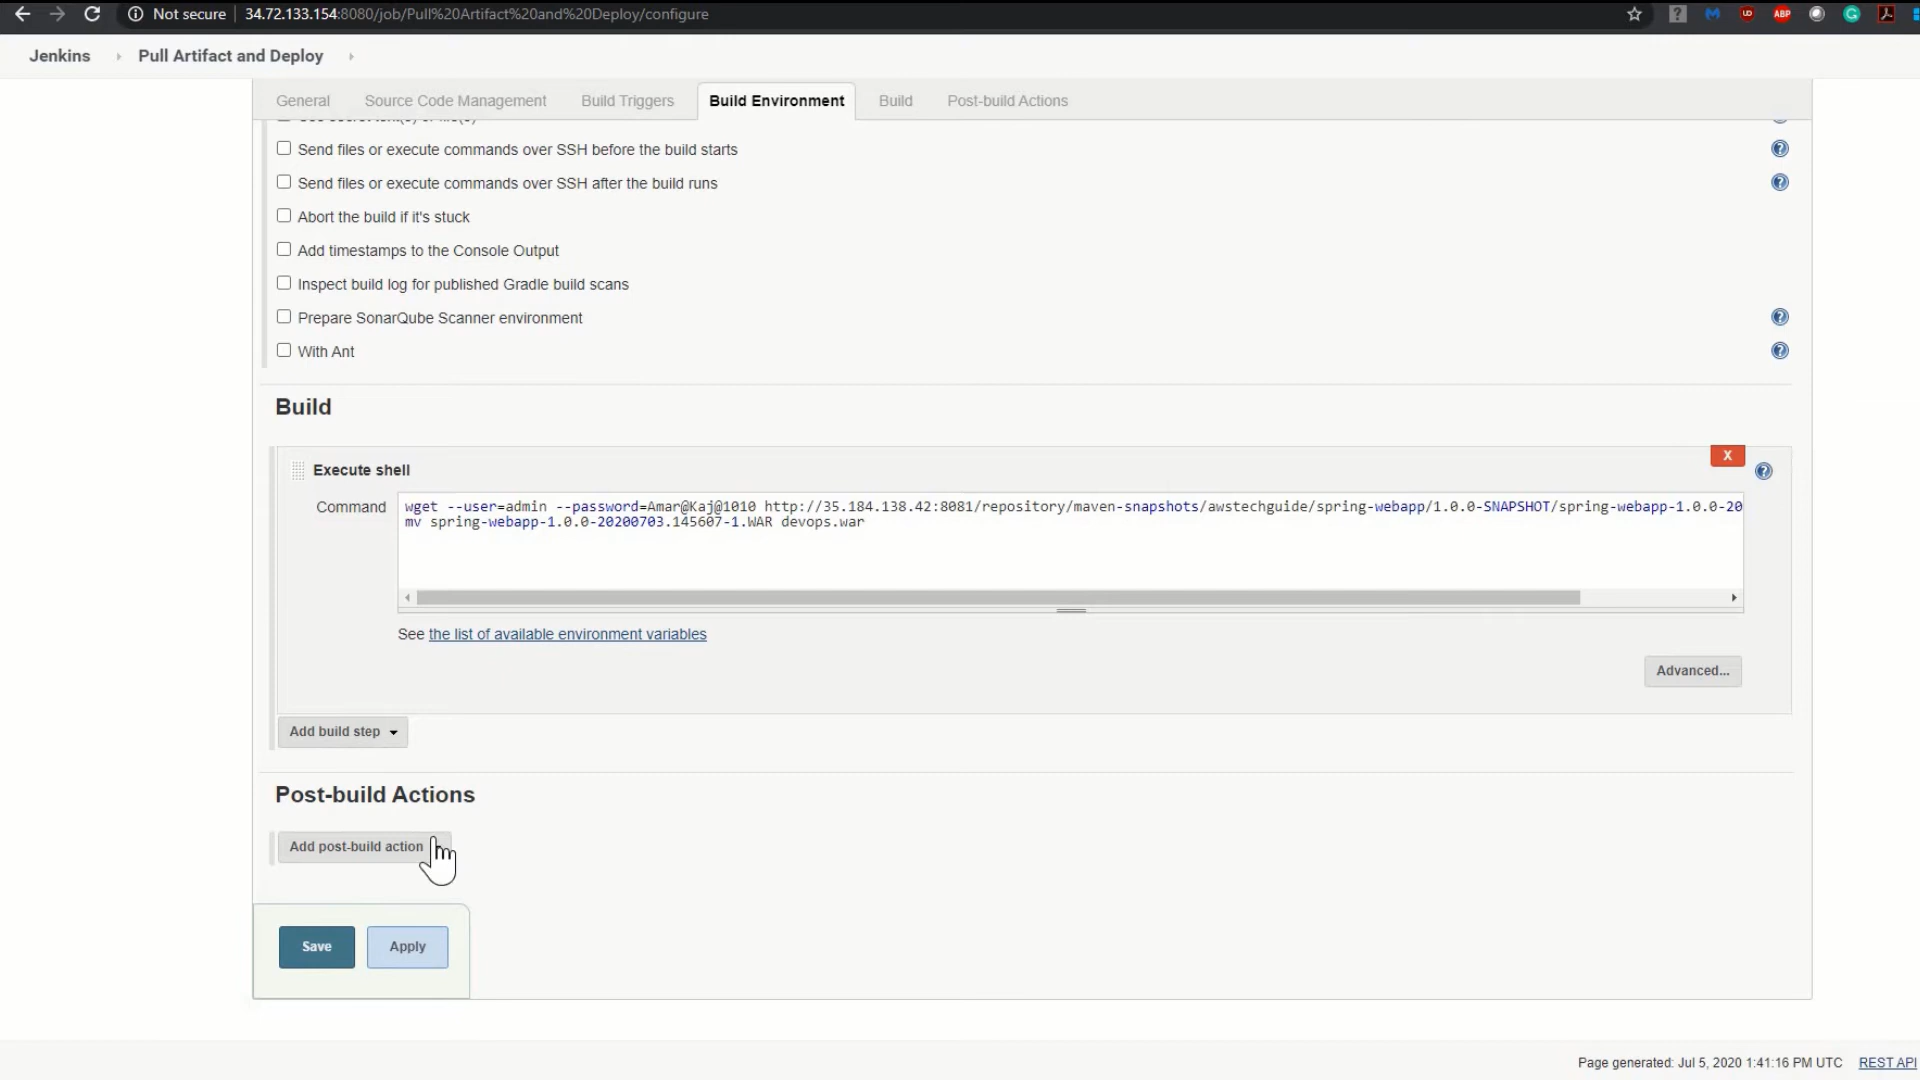 Not secure | 34.72.133.154:8080/job/Pull%20Artifact%20and%20Deploy/configure
Jenkins Pull Artifact and Deploy
General Source Code Management Build Triggers Build Environment Build Post-build Actions
Send files or execute commands over SSH before the build starts
Send files or execute commands over SSH after the build runs
Abort the build if it's stuck
Add timestamps to the Console Output
Inspect build log for published Gradle build scans
Prepare SonarQube Scanner environment
With Ant
Build
X
Execute shell
Command
wget --user=admin --password=Amar@Kaj@1010 http://35.184.138.42:8081/repository/maven-snapshots/awstechguide/spring-webapp/1.0.0-SNAPSHOT/spring-webapp-1.0.0-20
mv spring-webapp-1.0.0-20200703.145607-1.WAR devops.war
See the list of available environment variables
Advanced...
Add build step
Post-build Actions
Add post-build action
Save Apply
Page generated: Jul 5, 2020 1:41:16 PM UTC REST API